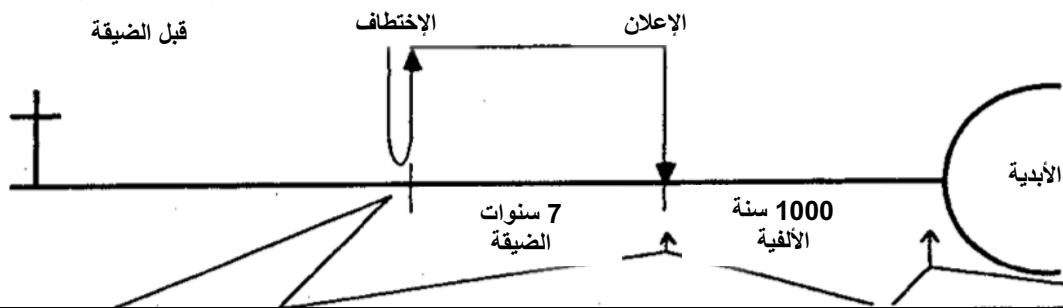 قبل الضيقة
الإختطاف
الإعلان
الأبدية
7 سنوات
الضيقة
1000 سنة
الألفية